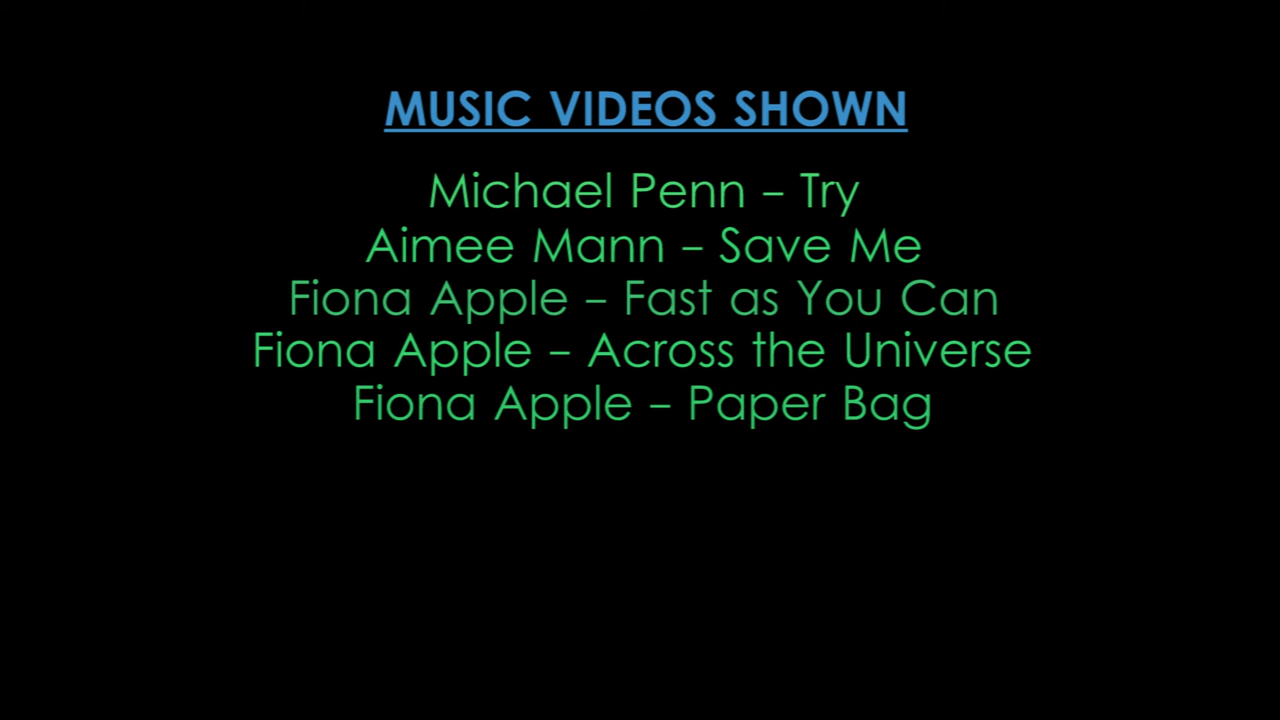 MUSIC VIDEOS SHOWN
Michael Penn – Try
Aimee Mann – Save Me
Fiona Apple – Fast as You Can
Fiona Apple – Across the Universe
Fiona Apple – Paper Bag